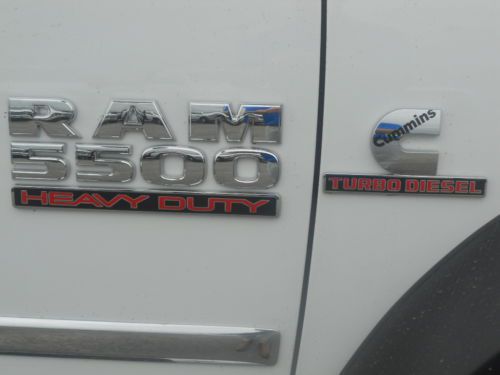 RAM
5500
HEAVY DUTY
Cummins
TURBO DIESEL